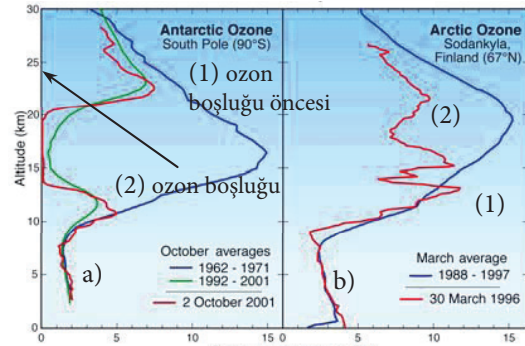 Antarctic Ozone
South Pole (90°S)
(1) ozon
boşluğu öncesi
(2) ozon boşluğu
a)
October averages
1962 - 1971
1992 - 2001
2 October 2001
Altitude (km)
30
25
20
15
10
5
0
0 5 10 15
Arctic Ozone
Sodankyla,
Finland (67°N)
(2)
(1)
b)
March average
1988 - 1997
30 March 1996
0 5 10 15